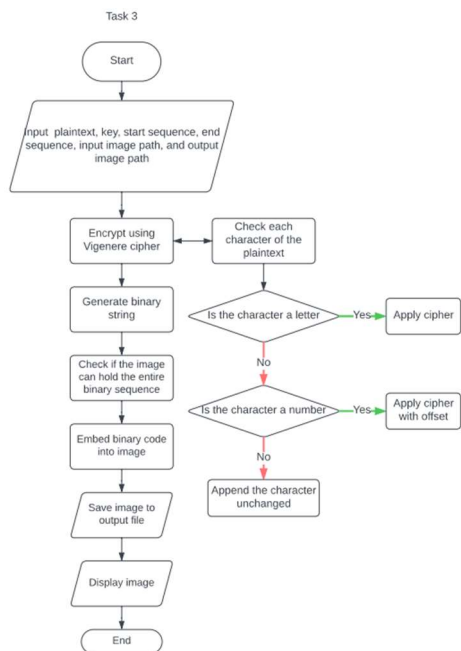 Task 3
Start
Input plaintext, key, start sequence, end
sequence, input image path, and output
image path
Encrypt using
Vigenere cipher
Check each
character of the
plaintext
Generate binary
string
Is the character a letter
Yes
Apply cipher
No
Check if the image
can hold the entire
binary sequence
Is the character a number
Yes
Apply cipher
with offset
Embed binary code
into image
No
Append the character
unchanged
Save image to
output file
Display image
End